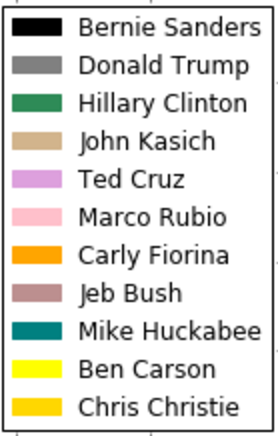 Bernie Sanders
Donald Trump
Hillary Clinton
John Kasich
Ted Cruz
Marco Rubio
Carly Fiorina
Jeb Bush
Mike Huckabee
Ben Carson
Chris Christie